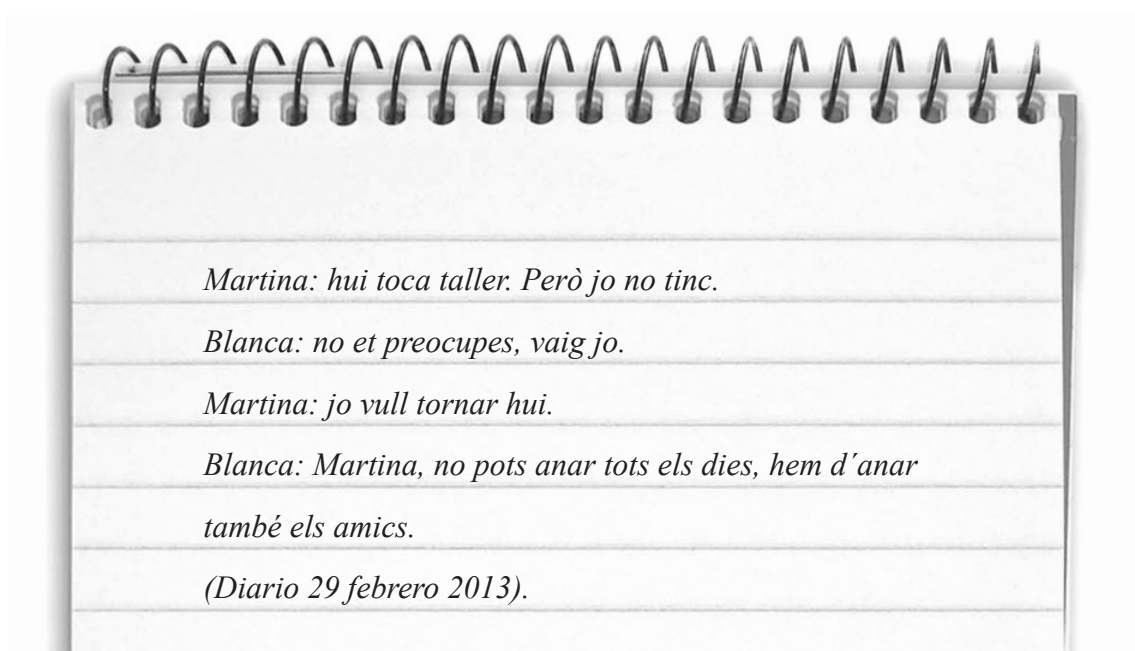 Martina: hui toca taller. Però jo no tinc.
Blanca: no et preocupes, vaig jo.
Martina: jo vull tornar hui.
Blanca: Martina, no pots anar tots els dies, hem d´anar
també els amics.
(Diario 29 febrero 2013).